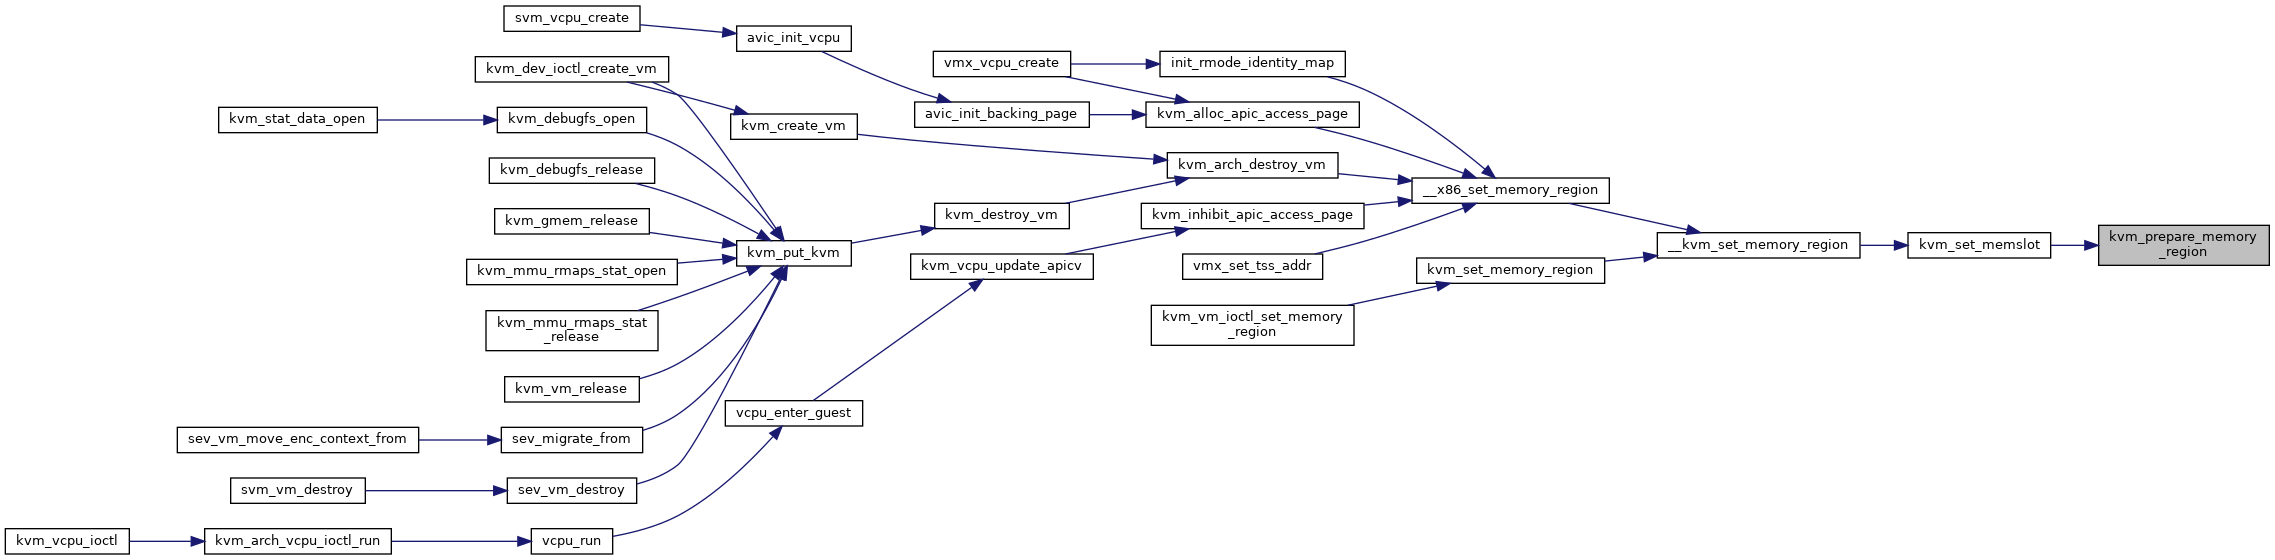 svm_vcpu_create
avic_init_vcpu
kvm_dev_ioctl_create_vm
vmx_vcpu_create
init_rmode_identity_map
kvm_stat_data_open
kvm_debugfs_open
kvm_create_vm
avic_init_backing_page
kvm_alloc_apic_access_page
kvm_debugfs_release
kvm_arch_destroy_vm
__x86_set_memory_region
kvm_gmem_release
kvm_destroy_vm
kvm_inhibit_apic_access_page
kvm_put_kvm
kvm_mmu_rmaps_stat_open
kvm_vcpu_update_apicv
vmx_set_tss_addr
kvm_set_memory_region
__kvm_set_memory_region
kvm_set_memslot
kvm_prepare_memory
_region
kvm_mmu_rmaps_stat
_release
kvm_vm_ioctl_set_memory
_region
kvm_vm_release
vcpu_enter_guest
sev_vm_move_enc_context_from
sev_migrate_from
svm_vm_destroy
sev_vm_destroy
kvm_vcpu_ioctl
kvm_arch_vcpu_ioctl_run
vcpu_run